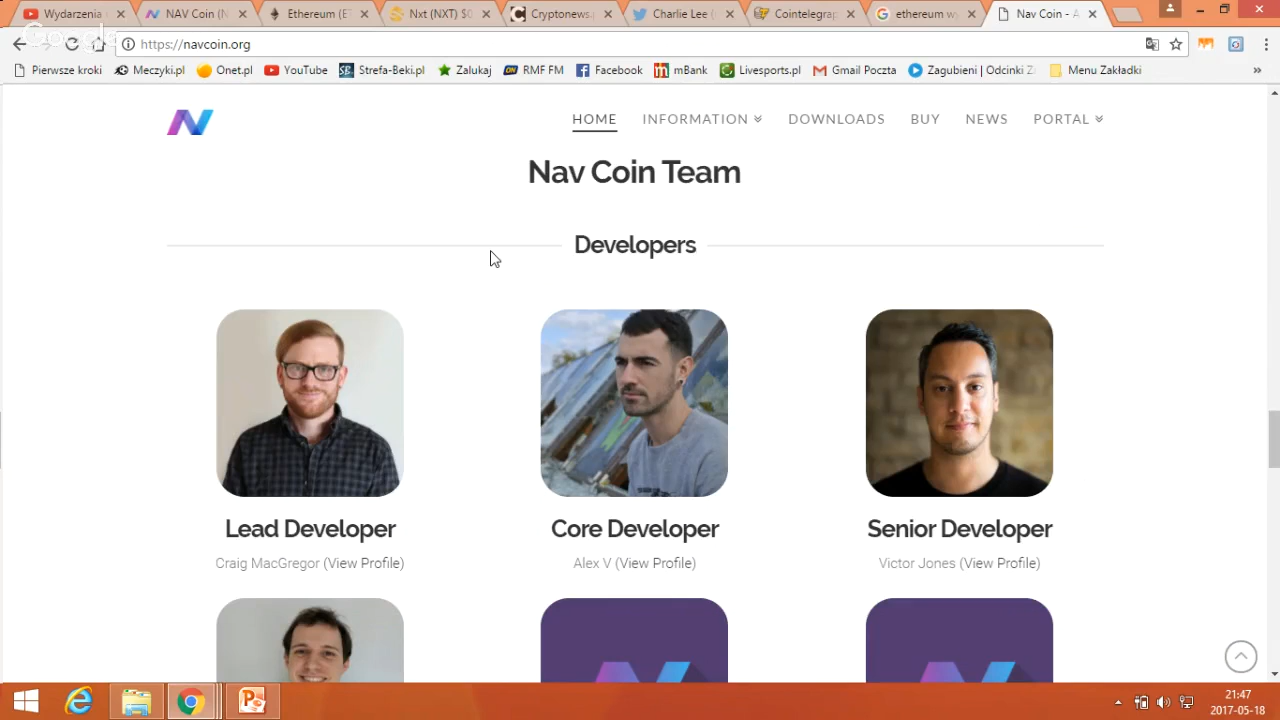 Wydarzenia
NAV Coin (N
Ethereum (ET
Nxt (NXT) $0
Cryptonews.p
Charlie Lee (
Cointelegrap
ethereum wy
Nav Coin - A
Google
https://navcoin.org
Pierwsze kroki
Meczyki.pl
Onet.pl
YouTube
Strefa-Beki.pl
Zalukaj
RMF FM
Facebook
mBank
Livesports.pl
Gmail Poczta
Zagubieni | Odcinki Z
Menu Zakładki
HOME
INFORMATION
DOWNLOADS
BUY
NEWS
PORTAL
Nav Coin Team
Developers
Lead Developer
Craig MacGregor (View Profile)
Core Developer
Alex V (View Profile)
Senior Developer
Victor Jones (View Profile)
21:47
2017-05-18